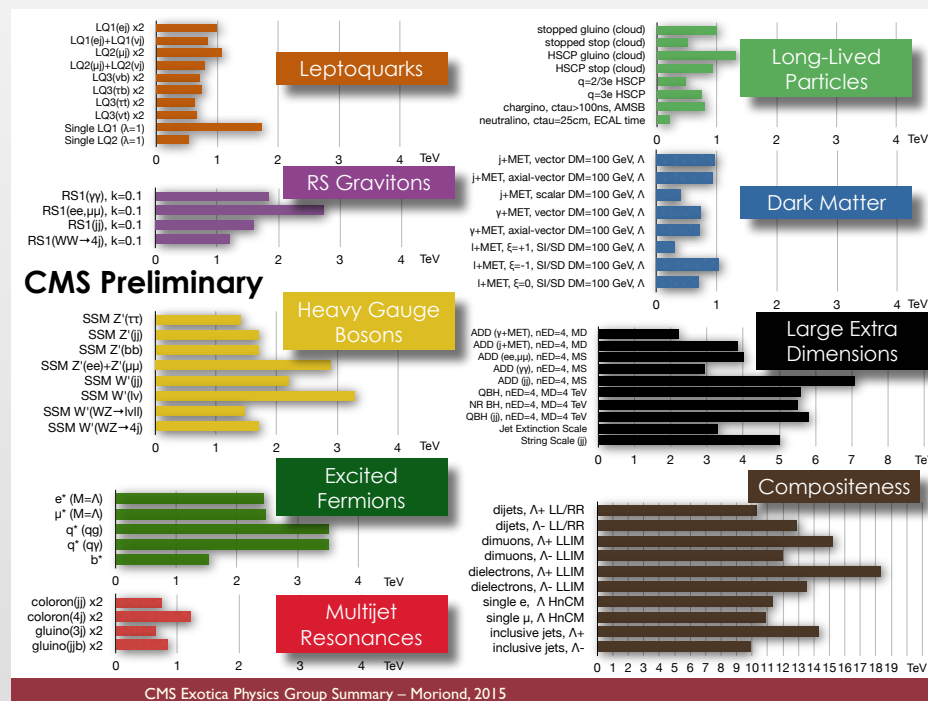 LQ1(ej) x2
LQ1(ej)+LQ1(νj)
LQ2(μj) x2
LQ2(μj)+LQ2(νj)
LQ3(νb) x2
LQ3(τb) x2
LQ3(τt) x2
LQ3(νt) x2
Single LQ1 (λ=1)
Single LQ2 (λ=1)
0 1 2 3 4 TeV
Leptoquarks
RS Gravitons
RS1(γγ), k=0.1
RS1(ee,μμ), k=0.1
RS1(jj), k=0.1
RS1(WW→4j), k=0.1
0 1 2 3 4 TeV
CMS Preliminary
Heavy Gauge
Bosons
SSM Z'(ττ)
SSM Z'(jj)
SSM Z'(bb)
SSM Z'(ee)+Z'(μμ)
SSM W'(jj)
SSM W'(lν)
SSM W'(WZ→lνll)
SSM W'(WZ→4j)
0 1 2 3 4 TeV
Excited
Fermions
e* (M=Λ)
μ* (M=Λ)
q* (qg)
q* (qγ)
b*
0 1 2 3 4 TeV
coloron(jj) x2
coloron(4j) x2
gluino(3j) x2
gluino(jjb) x2
0 1 2 3 4 TeV
Multijet
Resonances
stopped gluino (cloud)
stopped stop (cloud)
HSCP gluino (cloud)
HSCP stop (cloud)
q=2/3e HSCP
q=3e HSCP
chargino, ctau>100ns, AMSB
neutralino, ctau=25cm, ECAL time
0 1 2 3 4 TeV
Long-Lived
Particles
j+MET, vector DM=100 GeV, Λ
j+MET, axial-vector DM=100 GeV, Λ
j+MET, scalar DM=100 GeV, Λ
γ+MET, vector DM=100 GeV, Λ
γ+MET, axial-vector DM=100 GeV, Λ
l+MET, ξ=+1, SI/SD DM=100 GeV, Λ
l+MET, ξ=-1, SI/SD DM=100 GeV, Λ
l+MET, ξ=0, SI/SD DM=100 GeV, Λ
0 1 2 3 4 TeV
Dark Matter
Large Extra
Dimensions
ADD (γ+MET), nED=4, MD
ADD (j+MET), nED=4, MD
ADD (ee,μμ), nED=4, MS
ADD (γγ), nED=4, MS
ADD (jj), nED=4, MS
QBH, nED=4, MD=4 TeV
NR BH, nED=4, MD=4 TeV
QBH (jj), nED=4, MD=4 TeV
Jet Extinction Scale
String Scale (jj)
0 1 2 3 4 5 6 7 8
Compositeness
dijets, Λ+ LL/RR
dijets, Λ- LL/RR
dimuons, Λ+ LLIM
dimuons, Λ- LLIM
dielectrons, Λ+ LLIM
dielectrons, Λ- LLIM
single e, Λ HnCM
single μ, Λ HnCM
inclusive jets, Λ+
inclusive jets, Λ-
0 1 2 3 4 5 6 7 8 9 10 11 12 13 14 15 16 17 18 19 TeV
CMS Exotica Physics Group Summary – Moriond, 2015